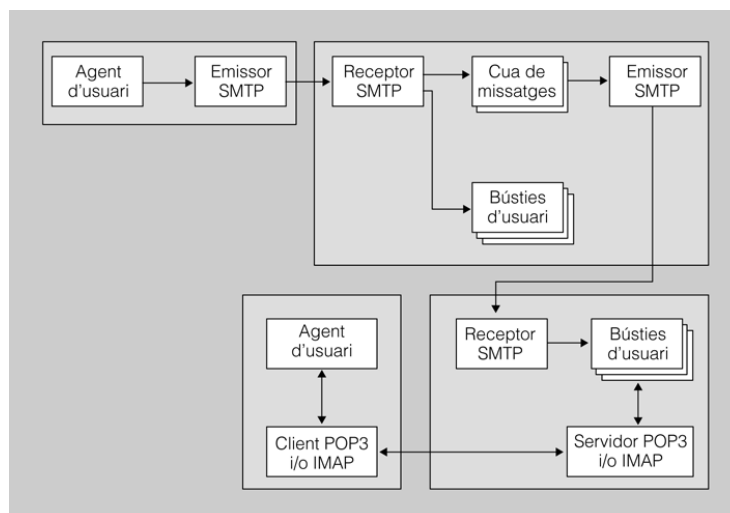 Agent
d'usuari
Emissor
SMTP
Receptor
SMTP
Cua de
missatges
Emissor
SMTP
Bústies
d'usuari
Agent
d'usuari
Receptor
SMTP
Bústies
d'usuari
Client POP3
i/o IMAP
Servidor POP3
i/o IMAP